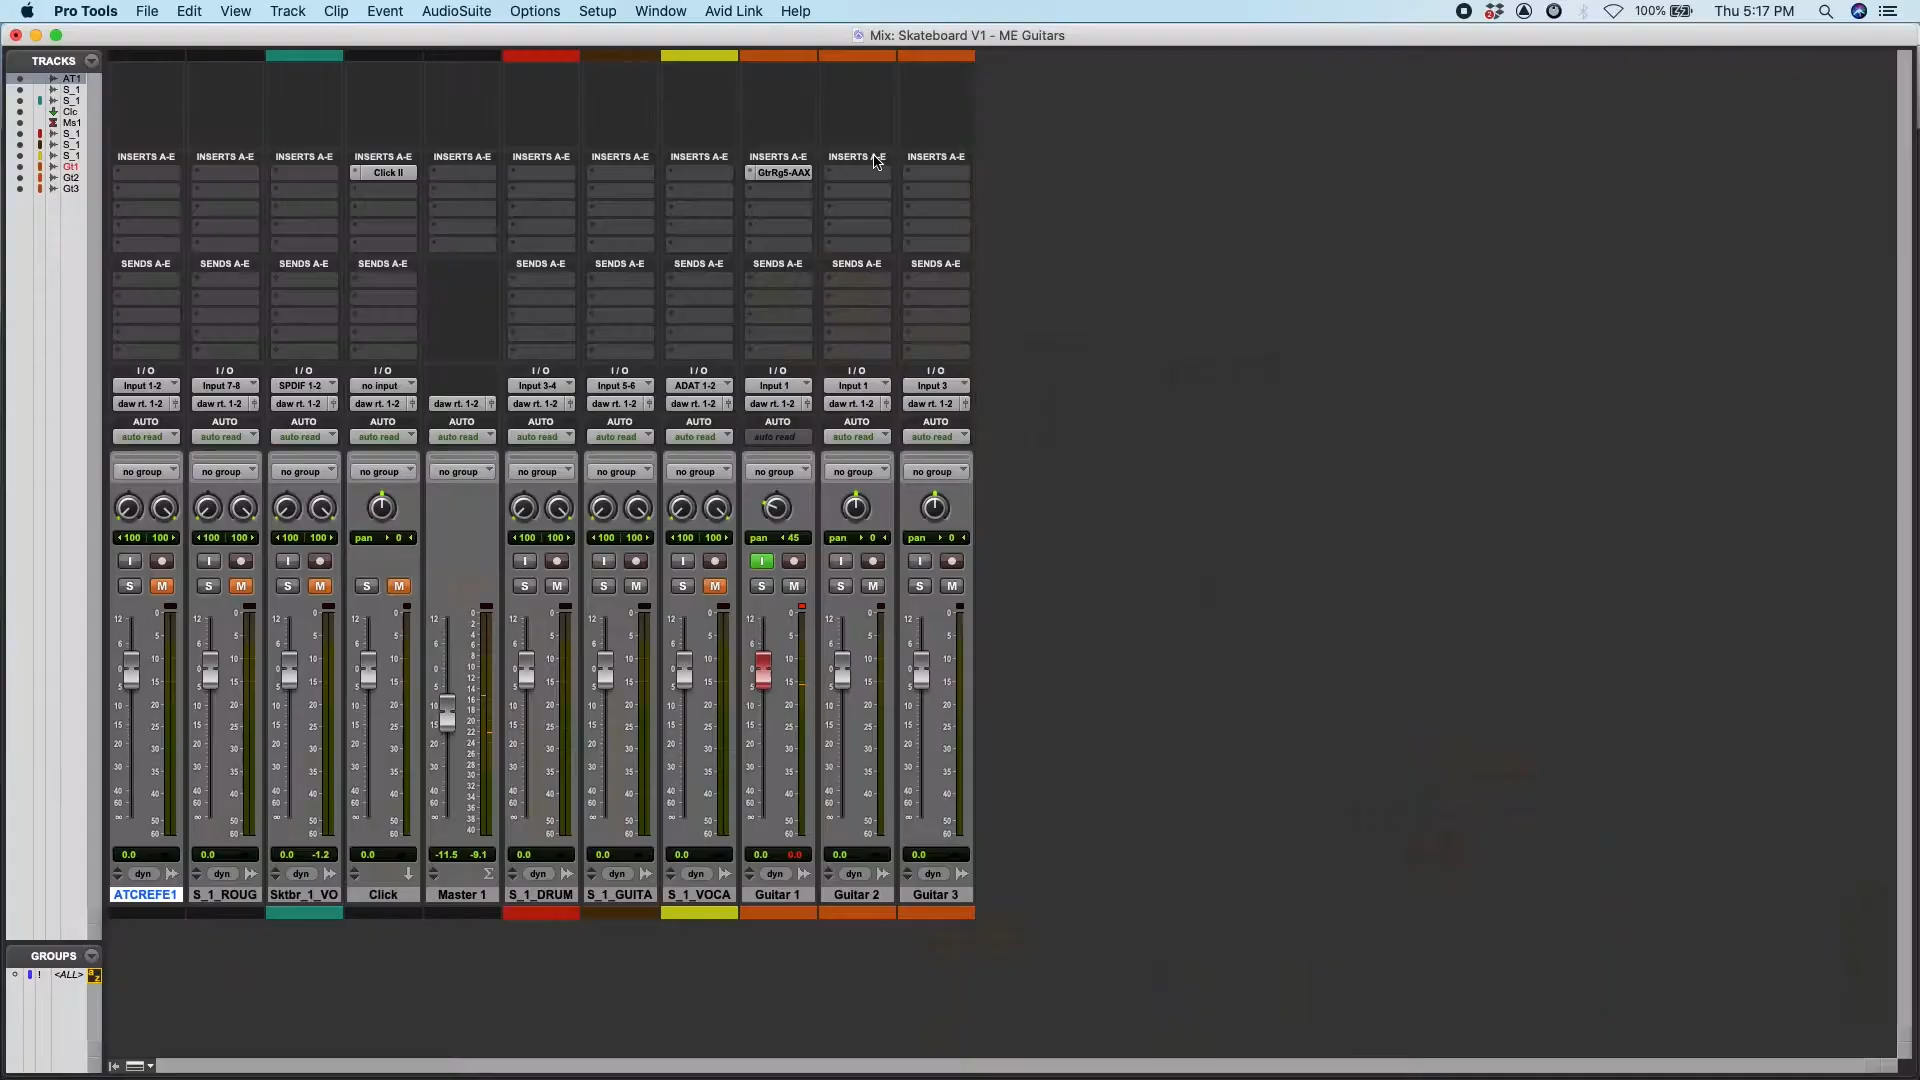 Pro Tools File Edit View Track Clip Event AudioSuite Options Setup Window Avid Link Help 100% Thu 5:17 PM
Mix: Skateboard V1 - ME Guitars
TRACKS
AT1
S_1
S_1
Clc
Ms1
S_1
S_1
S_1
Gt1
Gt2
Gt3
INSERTS A-E INSERTS A-E INSERTS A-E INSERTS A-E INSERTS A-E INSERTS A-E INSERTS A-E INSERTS A-E INSERTS A-E INSERTS A-E INSERTS A-E
Click II GtrRg5-AAX
SENDS A-E SENDS A-E SENDS A-E SENDS A-E SENDS A-E SENDS A-E SENDS A-E SENDS A-E SENDS A-E SENDS A-E
I / O I / O I / O I / O I / O I / O I / O I / O I / O I / O
Input 1-2 Input 7-8 SPDIF 1-2 no input Input 3-4 Input 5-6 ADAT 1-2 Input 1 Input 1 Input 3
daw rt. 1-2 daw rt. 1-2 daw rt. 1-2 daw rt. 1-2 daw rt. 1-2 daw rt. 1-2 daw rt. 1-2 daw rt. 1-2 daw rt. 1-2 daw rt. 1-2 daw rt. 1-2
AUTO AUTO AUTO AUTO AUTO AUTO AUTO AUTO AUTO AUTO AUTO
auto read auto read auto read auto read auto read auto read auto read auto read auto read auto read auto read
no group no group no group no group no group no group no group no group no group no group no group
100 100 100 100 100 100 pan 0 100 100 100 100 100 100 pan 45 pan 0 pan 0
I I I I I I I I I
S M S M S M S M S M S M S M S M S M S M
0.0 0.0 0.0 -1.2 0.0 -11.5 -9.1 0.0 0.0 0.0 0.0 0.0 0.0 0.0
dyn dyn dyn dyn dyn dyn dyn dyn dyn
ATCREFE1 S_1_ROUG Sktbr_1_VO Click Master 1 S_1_DRUM S_1_GUITA S_1_VOCA Guitar 1 Guitar 2 Guitar 3
GROUPS
! <ALL> a z